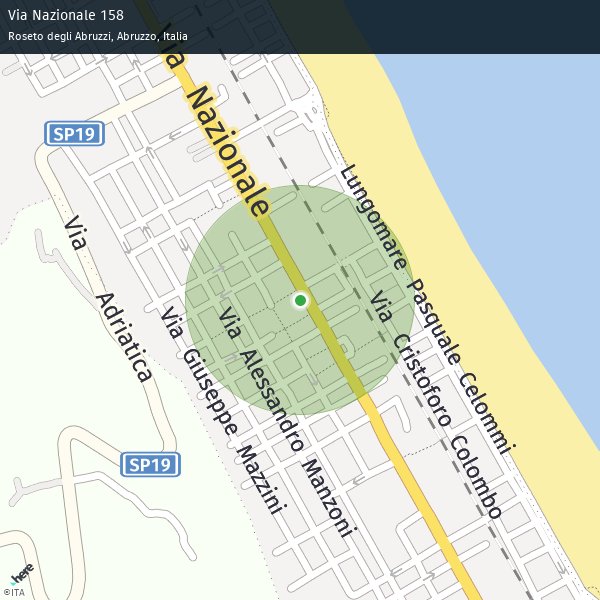 Via Nazionale 158
Roseto degli Abruzzi, Abruzzo, Italia
Via Nazionale
SP19
Lungomare Pasquale Celommi
Via Adriatica
Via Cristoforo Colombo
Via Giuseppe Mazzini
Via Alessandro Manzoni
SP19
here
©ITA